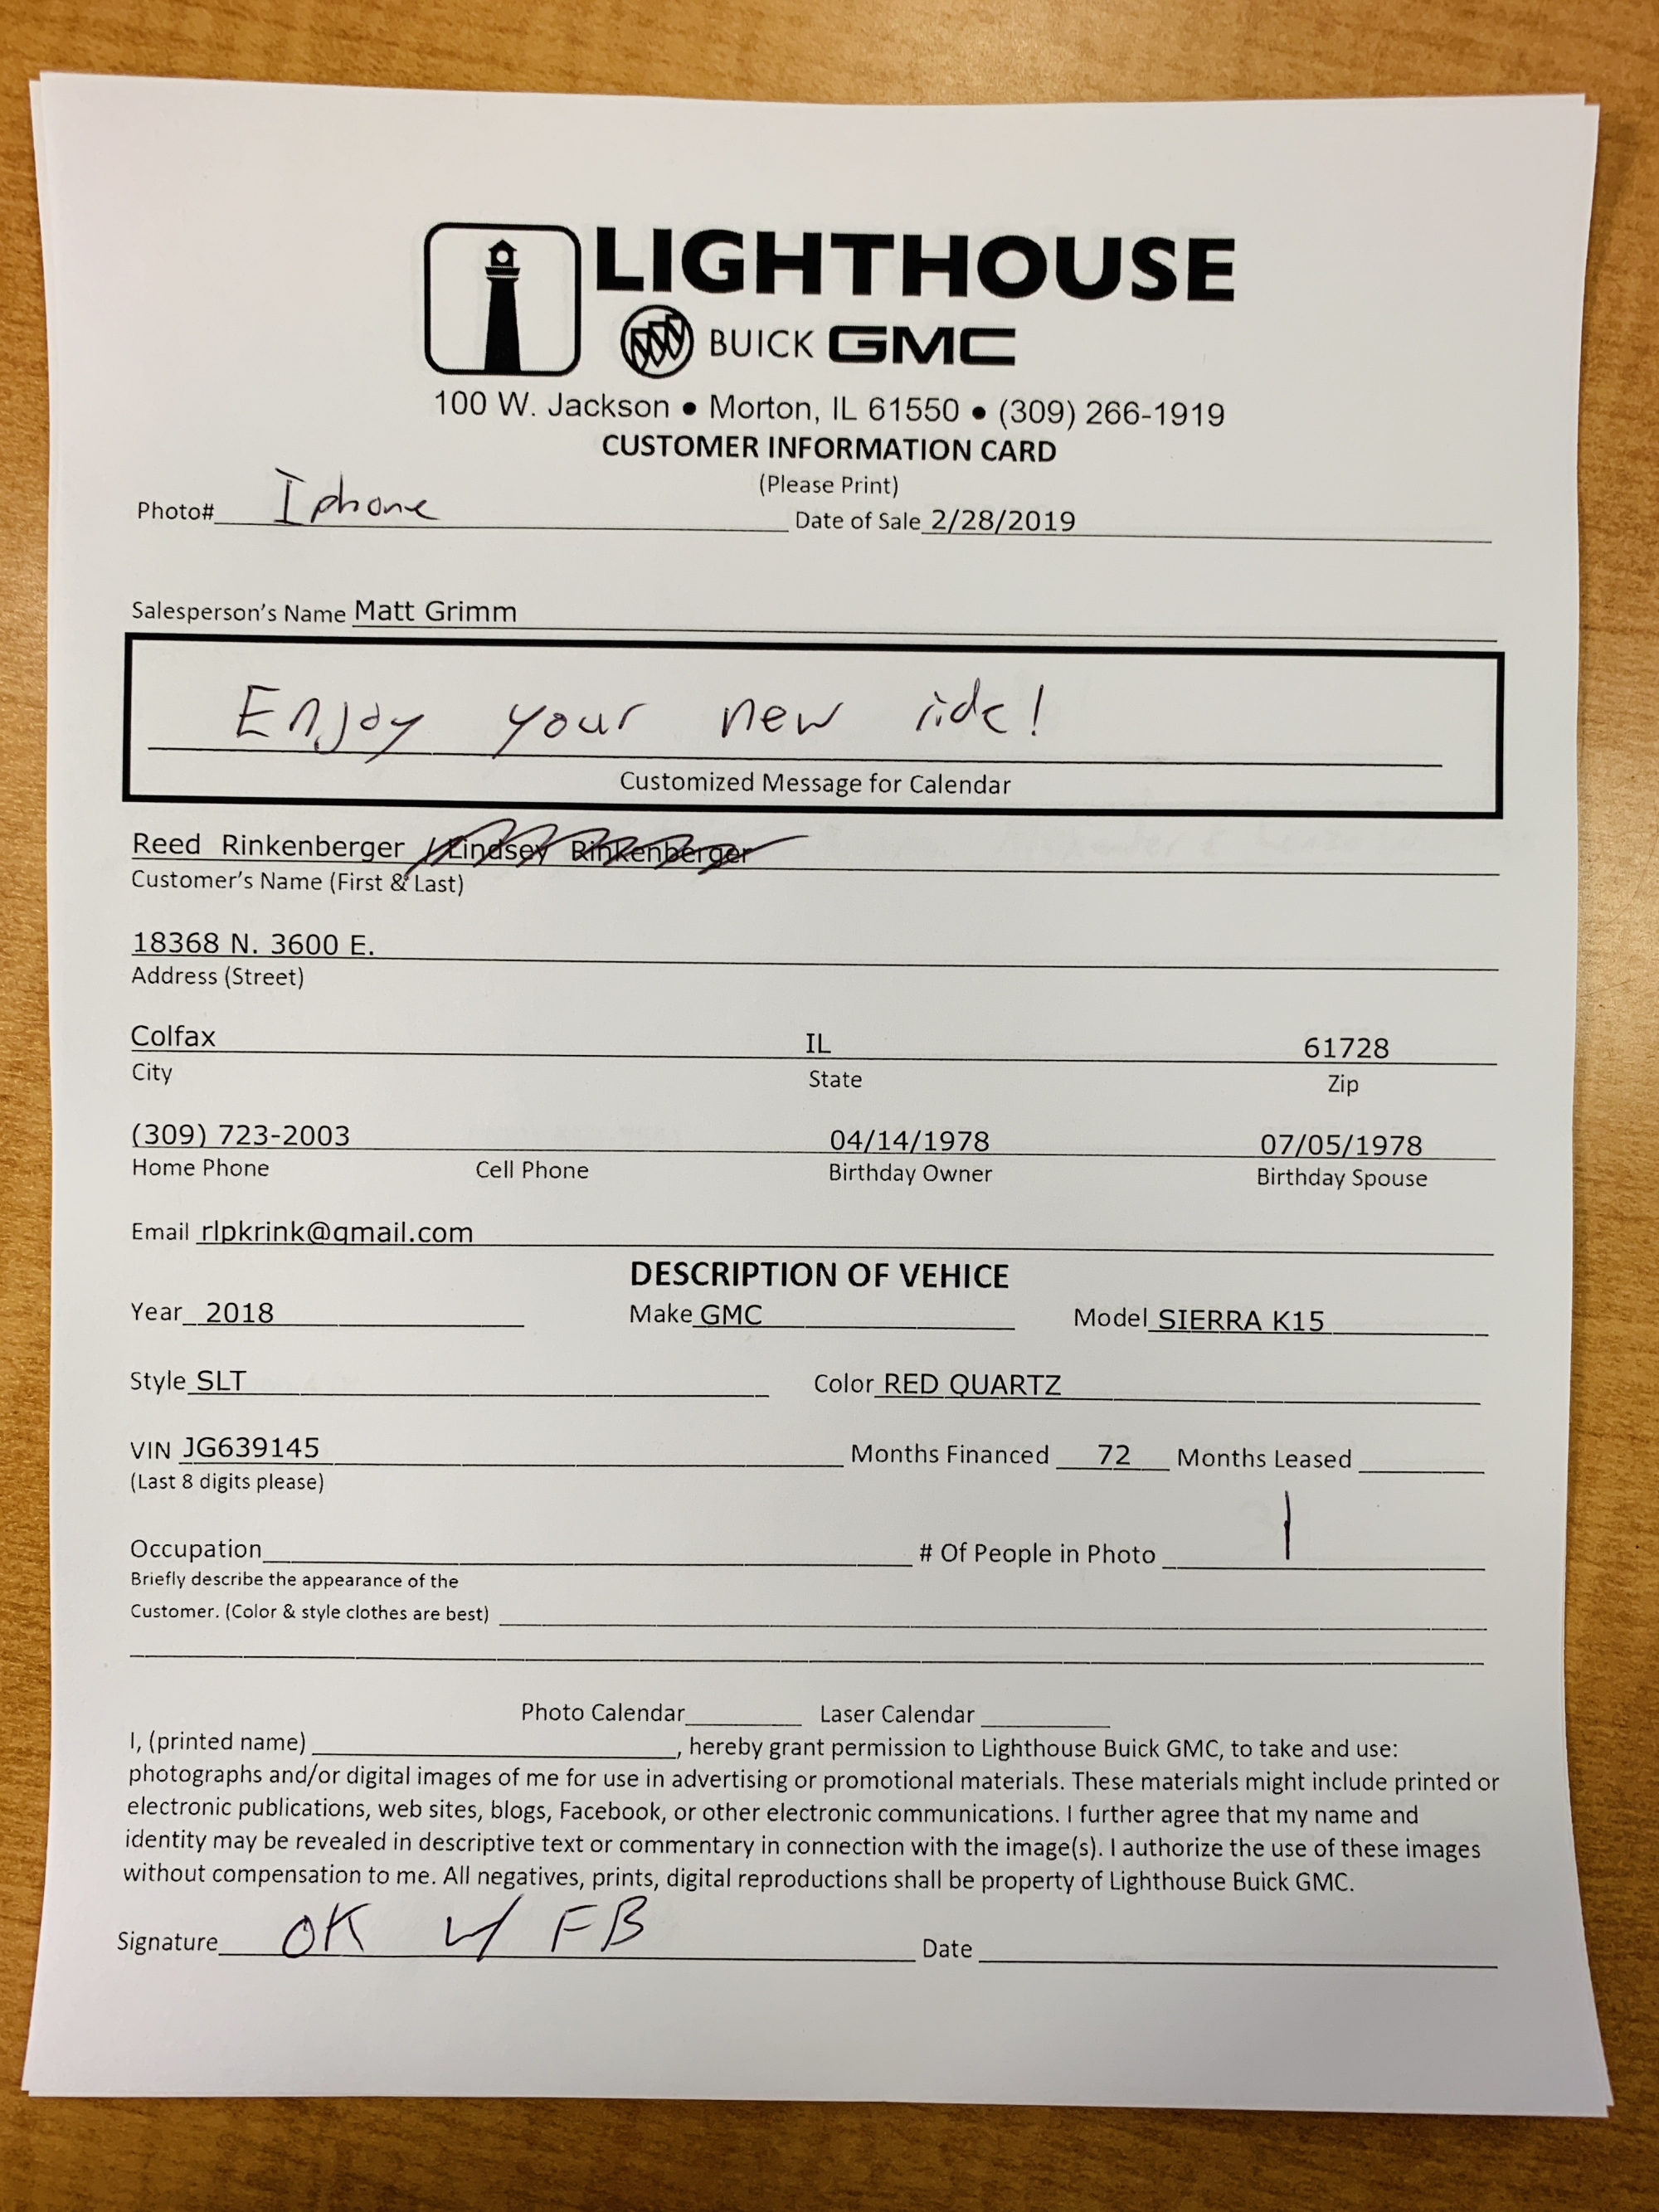 LIGHTHOUSE
BUICK GMC
100 W. Jackson • Morton, IL 61550 • (309) 266-1919
CUSTOMER INFORMATION CARD
(Please Print)
Photo# Iphone Date of Sale 2/28/2019
Salesperson's Name Matt Grimm
Enjoy your new ride!
Customized Message for Calendar
Reed Rinkenberger / Lindsey Rinkenberger
Customer's Name (First & Last)
18368 N. 3600 E.
Address (Street)
Colfax IL 61728
City State Zip
(309) 723-2003 04/14/1978 07/05/1978
Home Phone Cell Phone Birthday Owner Birthday Spouse
Email rlpkrink@gmail.com
DESCRIPTION OF VEHICE
Year 2018 Make GMC Model SIERRA K15
Style SLT Color RED QUARTZ
VIN JG639145 Months Financed 72 Months Leased
(Last 8 digits please)
Occupation # Of People in Photo 1
Briefly describe the appearance of the
Customer. (Color & style clothes are best)
Photo Calendar Laser Calendar
I, (printed name) , hereby grant permission to Lighthouse Buick GMC, to take and use:
photographs and/or digital images of me for use in advertising or promotional materials. These materials might include printed or
electronic publications, web sites, blogs, Facebook, or other electronic communications. I further agree that my name and
identity may be revealed in descriptive text or commentary in connection with the image(s). I authorize the use of these images
without compensation to me. All negatives, prints, digital reproductions shall be property of Lighthouse Buick GMC.
Signature OK w/ FB Date